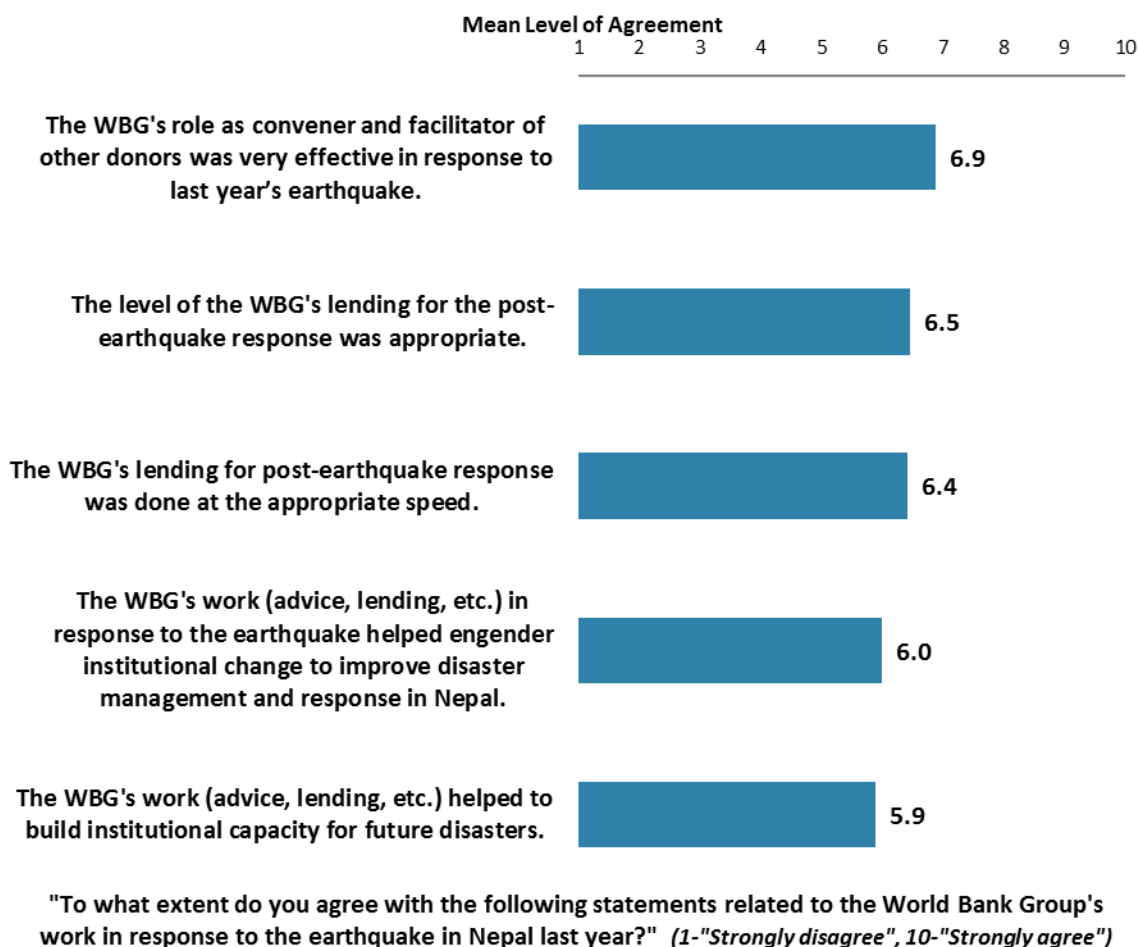 Mean Level of Agreement
1 2 3 4 5 6 7 8 9 10
The WBG's role as convener and facilitator of
other donors was very effective in response to
last year’s earthquake.
6.9
The level of the WBG's lending for the post-
earthquake response was appropriate.
6.5
The WBG's lending for post-earthquake response
was done at the appropriate speed.
6.4
The WBG's work (advice, lending, etc.) in
response to the earthquake helped engender
institutional change to improve disaster
management and response in Nepal.
6.0
The WBG's work (advice, lending, etc.) helped to
build institutional capacity for future disasters.
5.9
"To what extent do you agree with the following statements related to the World Bank Group's
work in response to the earthquake in Nepal last year?" (1-"Strongly disagree", 10-"Strongly agree")